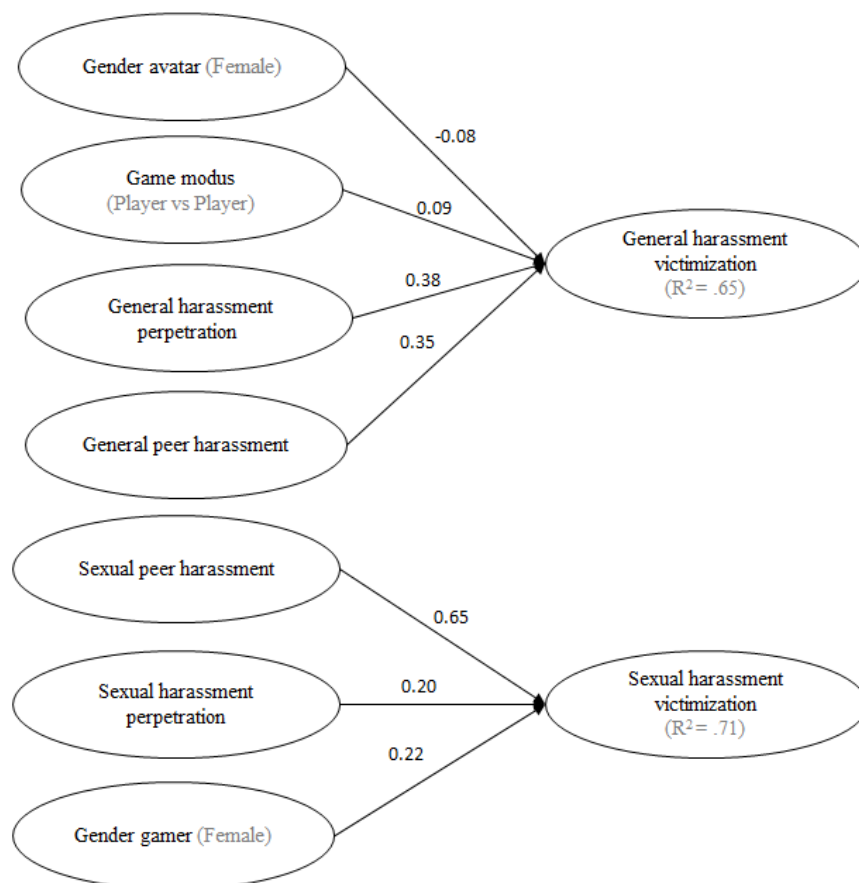 Gender avatar (Female)
-0.08
Game modus
(Player vs Player)
0.09
General harassment
victimization
(R² = .65)
General harassment
perpetration
0.38
0.35
General peer harassment
Sexual peer harassment
0.65
Sexual harassment
perpetration
0.20
Sexual harassment
victimization
(R² = .71)
0.22
Gender gamer (Female)